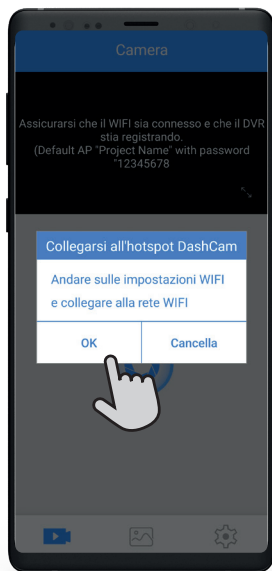 Camera
Assicurarsi che il WIFI sia connesso e che il DVR
stia registrando.
(Default AP "Project Name" with password
"12345678
Collegarsi all'hotspot DashCam
Andare sulle impostazioni WIFI
e collegare alla rete WIFI
OK
Cancella